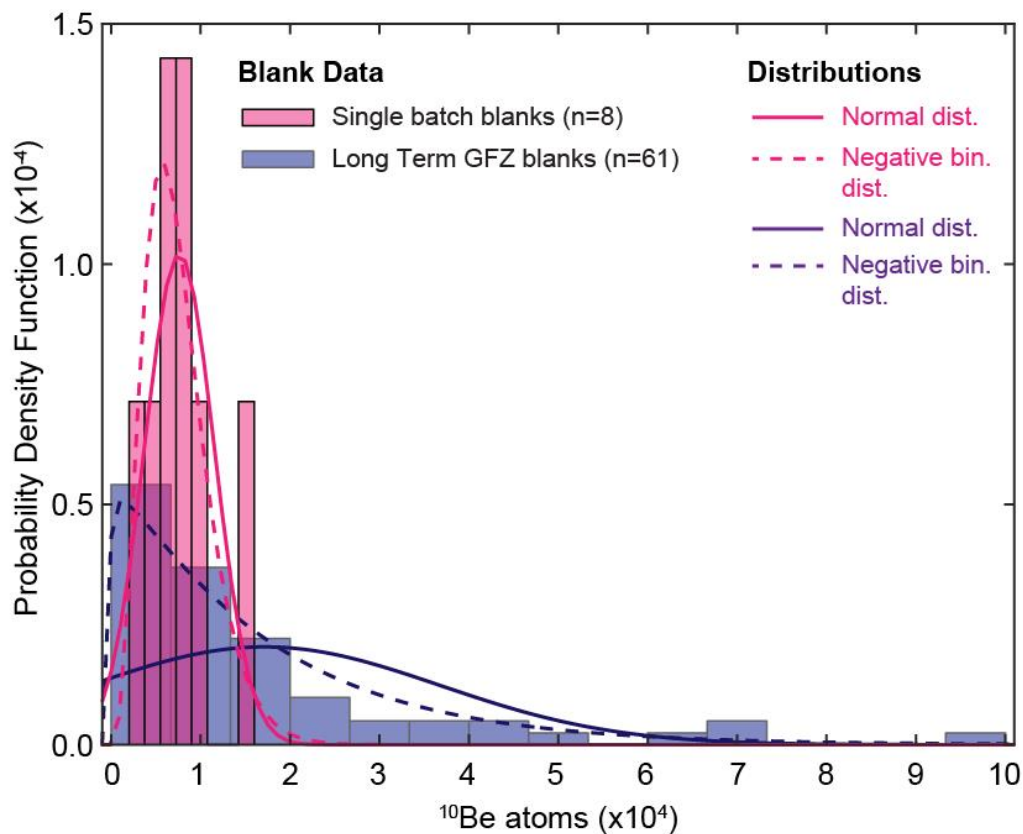 1.5
1.0
0.5
0.0
Probability Density Function (x10⁻⁴)
Blank Data
Single batch blanks (n=8)
Long Term GFZ blanks (n=61)
Distributions
Normal dist.
Negative bin.
dist.
Normal dist.
Negative bin.
dist.
0 1 2 3 4 5 6 7 8 9 10
¹⁰Be atoms (x10⁴)